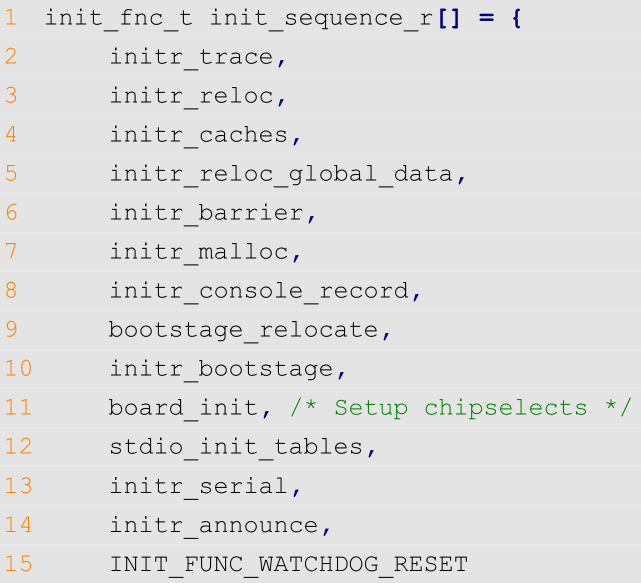 1 init_fnc_t init_sequence_r[] = {
2     initr_trace,
3     initr_reloc,
4     initr_caches,
5     initr_reloc_global_data,
6     initr_barrier,
7     initr_malloc,
8     initr_console_record,
9     bootstage_relocate,
10     initr_bootstage,
11     board_init, /* Setup chipselects */
12     stdio_init_tables,
13     initr_serial,
14     initr_announce,
15     INIT_FUNC_WATCHDOG_RESET